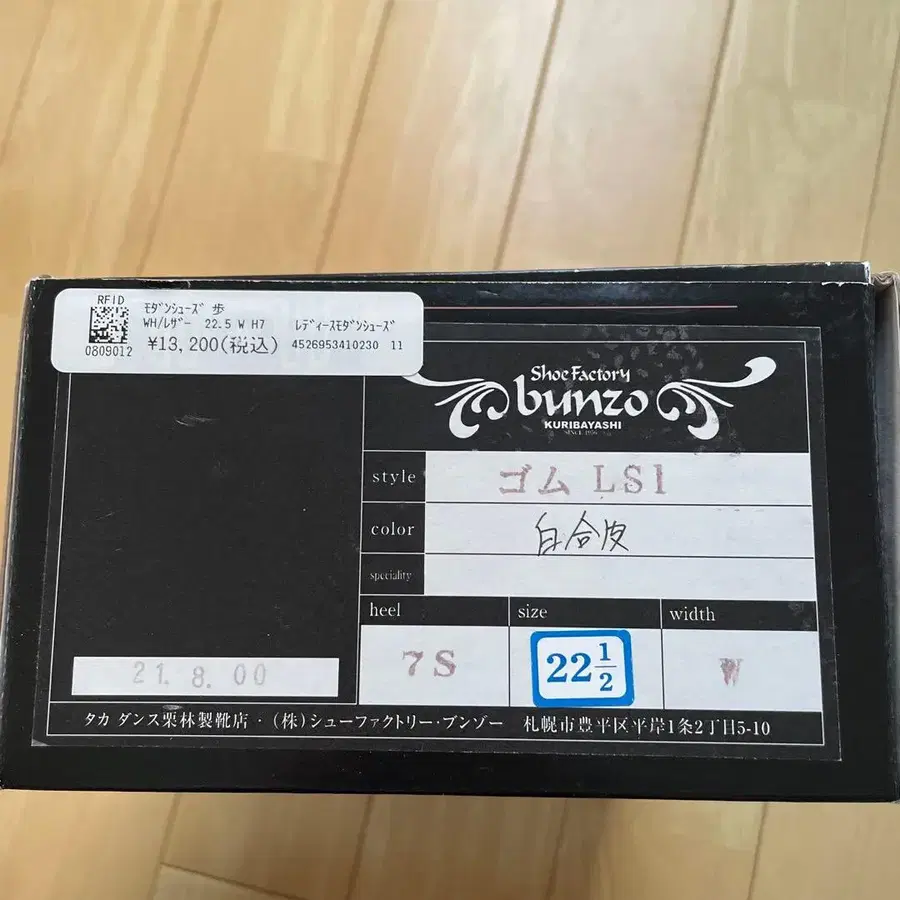 RFID
0809012
ﾓﾀﾞﾝｼｭｰｽﾞ 歩
WH/ﾚｻﾞｰ 22.5 W H7 ﾚﾃﾞｨｰｽﾓﾀﾞﾝｼｭｰｽﾞ
¥13,200(税込) 4526953410230 11
Shoe Factory
bunzo
KURIBAYASHI
SINCE 1956
style ゴム LS1
color 白合皮
speciality
heel size width
7S 22 1/2 W
21. 8. 00
タカ ダンス栗林製靴店・(株)シューファクトリー・ブンゾー 札幌市豊平区平岸1条2丁目5-10